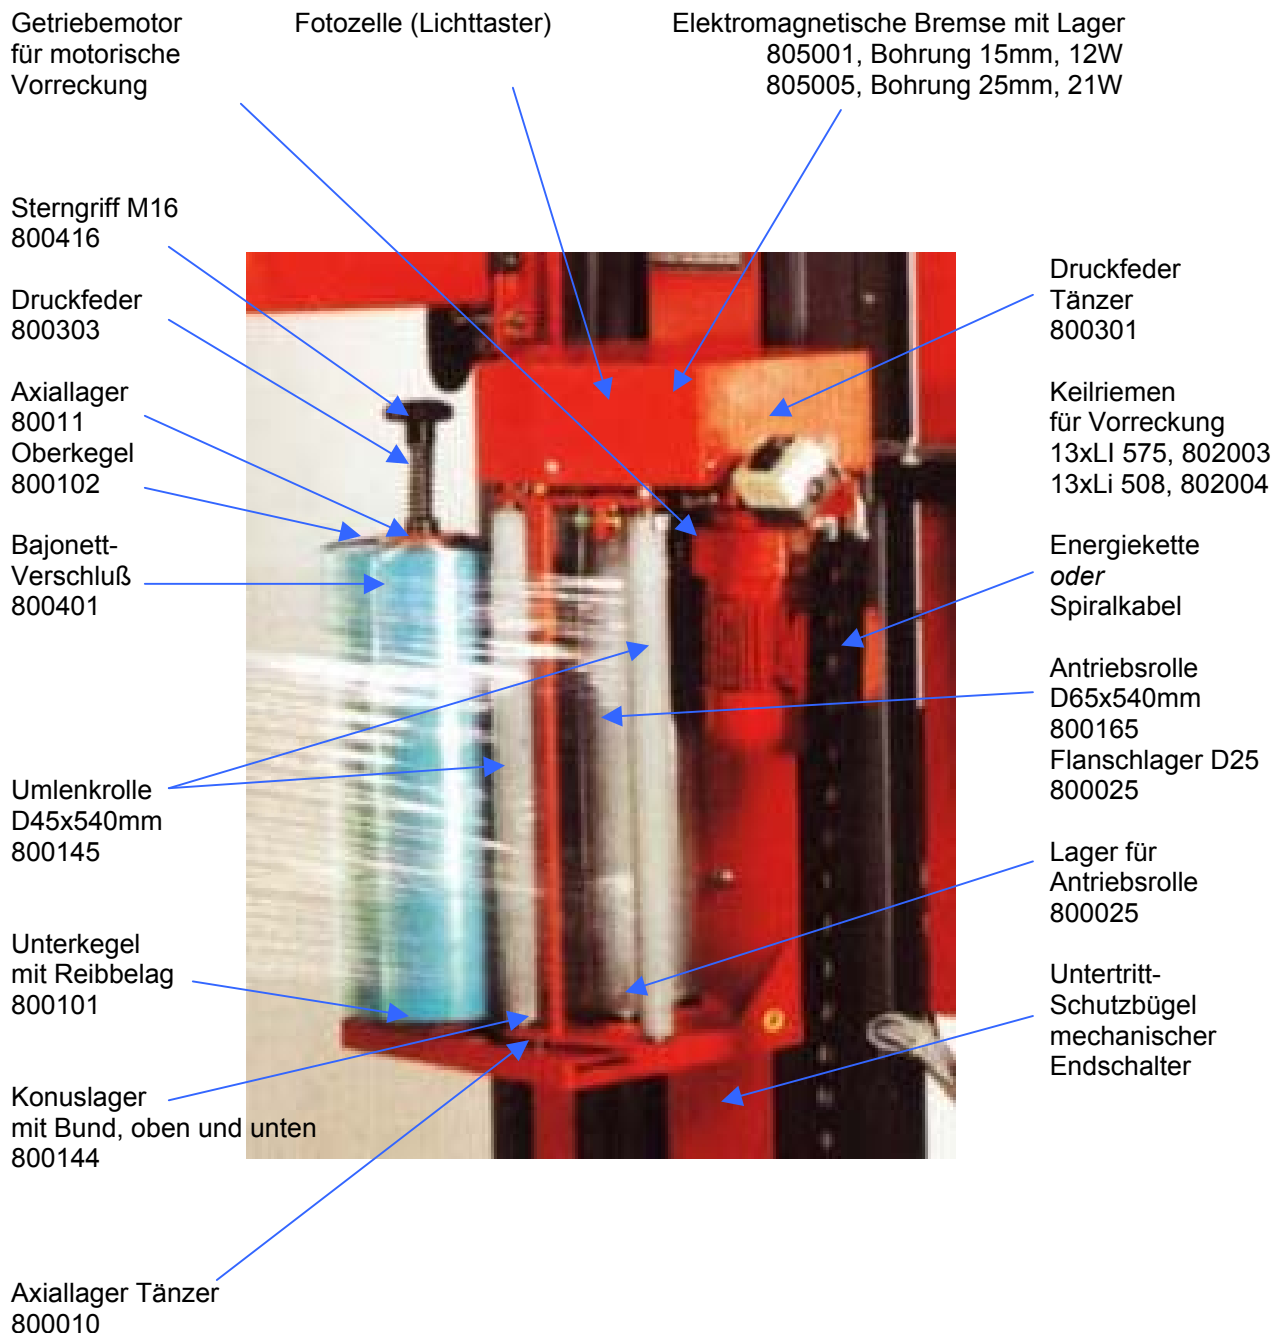 Getriebemotor
für motorische
Vorreckung
Fotozelle (Lichttaster)
Elektromagnetische Bremse mit Lager
805001, Bohrung 15mm, 12W
805005, Bohrung 25mm, 21W
Sterngriff M16
800416
Druckfeder
800303
Axiallager
80011
Oberkegel
800102
Bajonett-
Verschluß
800401
Umlenkrolle
D45x540mm
800145
Unterkegel
mit Reibbelag
800101
Konuslager
mit Bund, oben und unten
800144
Axiallager Tänzer
800010
Druckfeder
Tänzer
800301
Keilriemen
für Vorreckung
13xLI 575, 802003
13xLi 508, 802004
Energiekette
oder
Spiralkabel
Antriebsrolle
D65x540mm
800165
Flanschlager D25
800025
Lager für
Antriebsrolle
800025
Untertritt-
Schutzbügel
mechanischer
Endschalter